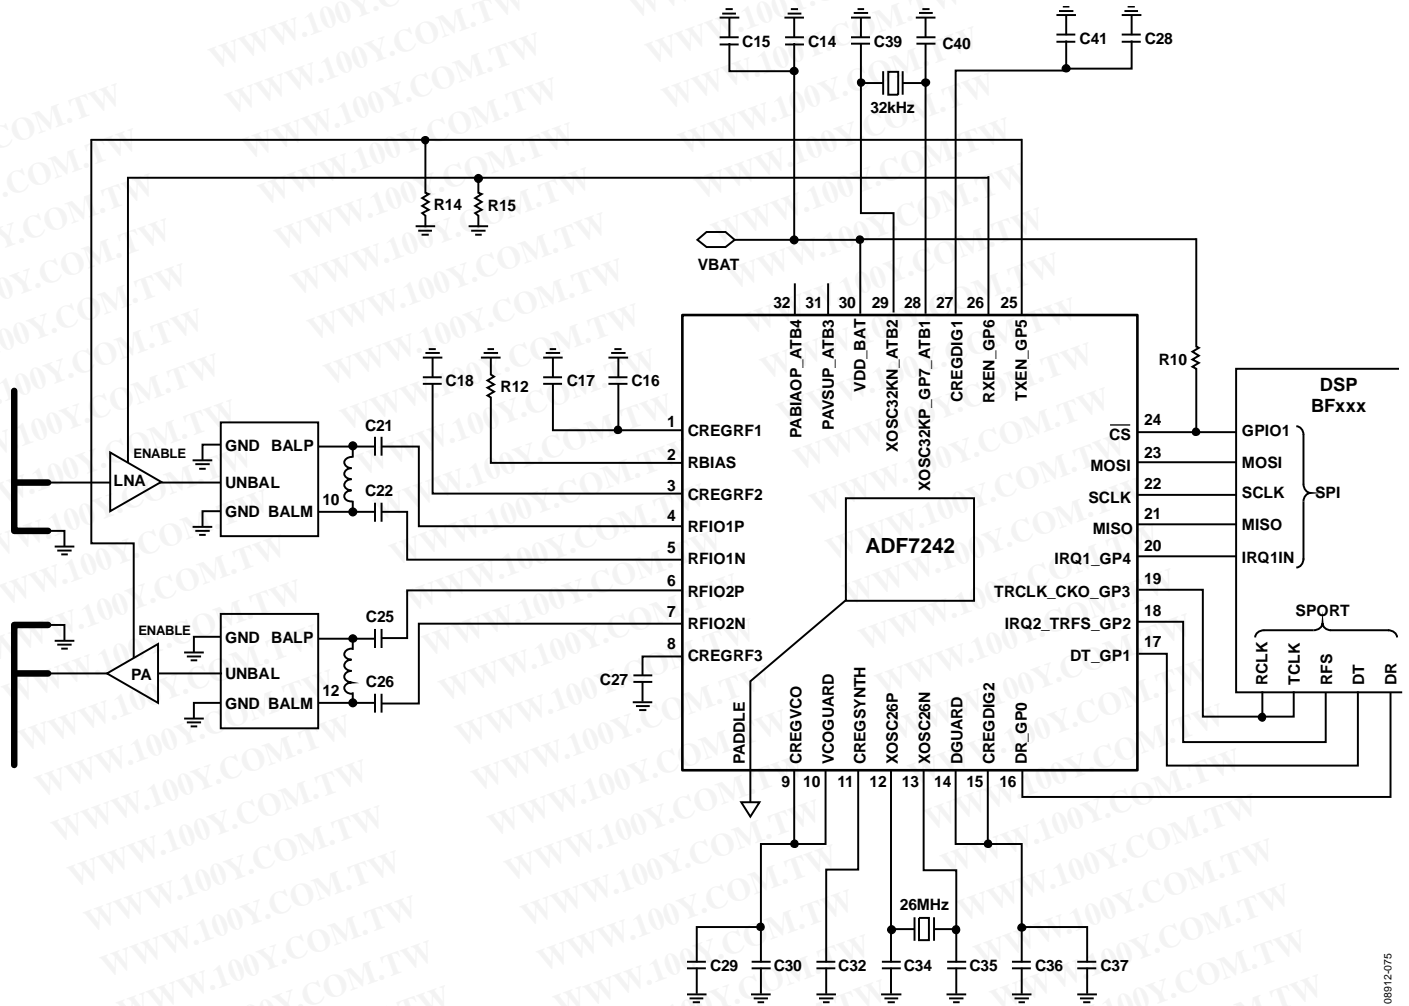 C15
C14
C39
C40
C41
C28
32kHz
R14
R15
VBAT
32
31
30
29
28
27
26
25
PABIAOP_ATB4
PAVSUP_ATB3
VDD_BAT
XOSC32KN_ATB2
XOSC32KP_GP7_ATB1
CREGDIG1
RXEN_GP6
TXEN_GP5
R10
C18
R12
C17
C16
DSP
BFxxx
1
CREGRF1
2
RBIAS
3
CREGRF2
4
RFIO1P
5
RFIO1N
6
RFIO2P
7
RFIO2N
8
CREGRF3
24
CS
GPIO1
23
MOSI
MOSI
22
SCLK
SCLK
SPI
21
MISO
MISO
20
IRQ1_GP4
IRQ1IN
19
TRCLK_CKO_GP3
18
IRQ2_TRFS_GP2
17
DT_GP1
SPORT
RCLK
TCLK
RFS
DT
DR
ADF7242
ENABLE
LNA
GND BALP
UNBAL
GND BALM
10
C21
C22
ENABLE
PA
GND BALP
UNBAL
GND BALM
12
C25
C26
C27
PADDLE
CREGVCO
VCOGUARD
CREGSYNTH
XOSC26P
XOSC26N
DGUARD
CREGDIG2
DR_GP0
9
10
11
12
13
14
15
16
26MHz
C29
C30
C32
C34
C35
C36
C37
08912-075
WWW.100Y.COM.TW